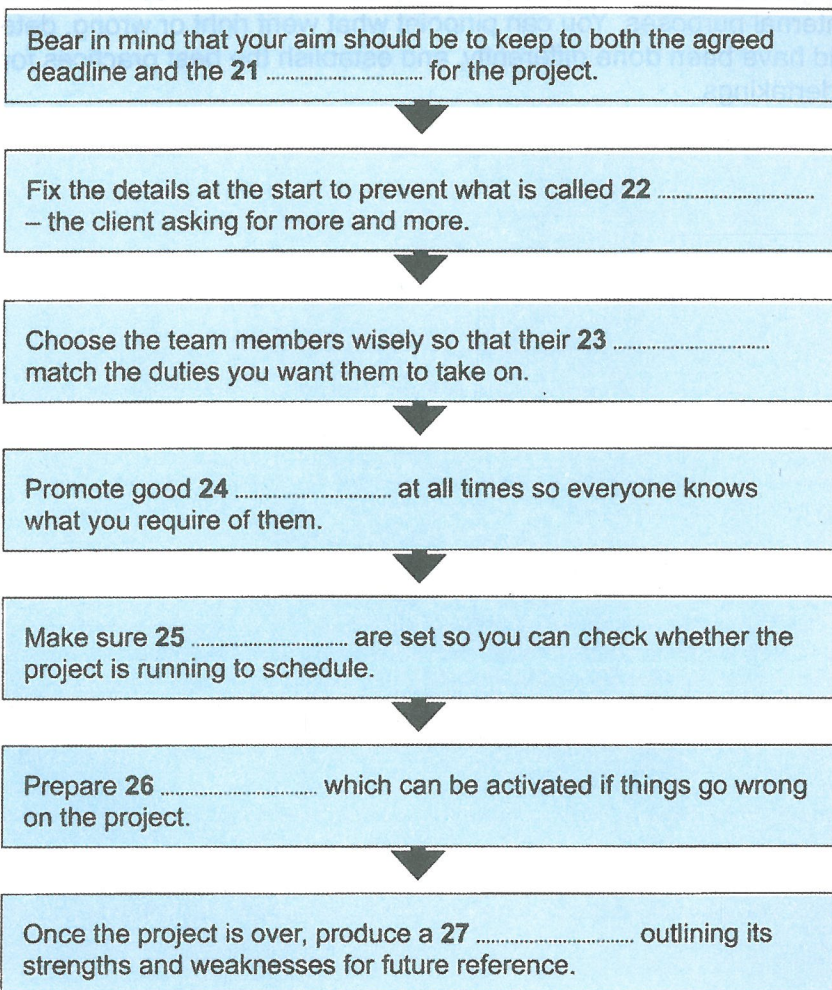 Bear in mind that your aim should be to keep to both the agreed
deadline and the 21 ........................ for the project.
Fix the details at the start to prevent what is called 22 ........................
– the client asking for more and more.
Choose the team members wisely so that their 23 ........................
match the duties you want them to take on.
Promote good 24 ........................ at all times so everyone knows
what you require of them.
Make sure 25 ........................ are set so you can check whether the
project is running to schedule.
Prepare 26 ........................ which can be activated if things go wrong
on the project.
Once the project is over, produce a 27 ........................ outlining its
strengths and weaknesses for future reference.